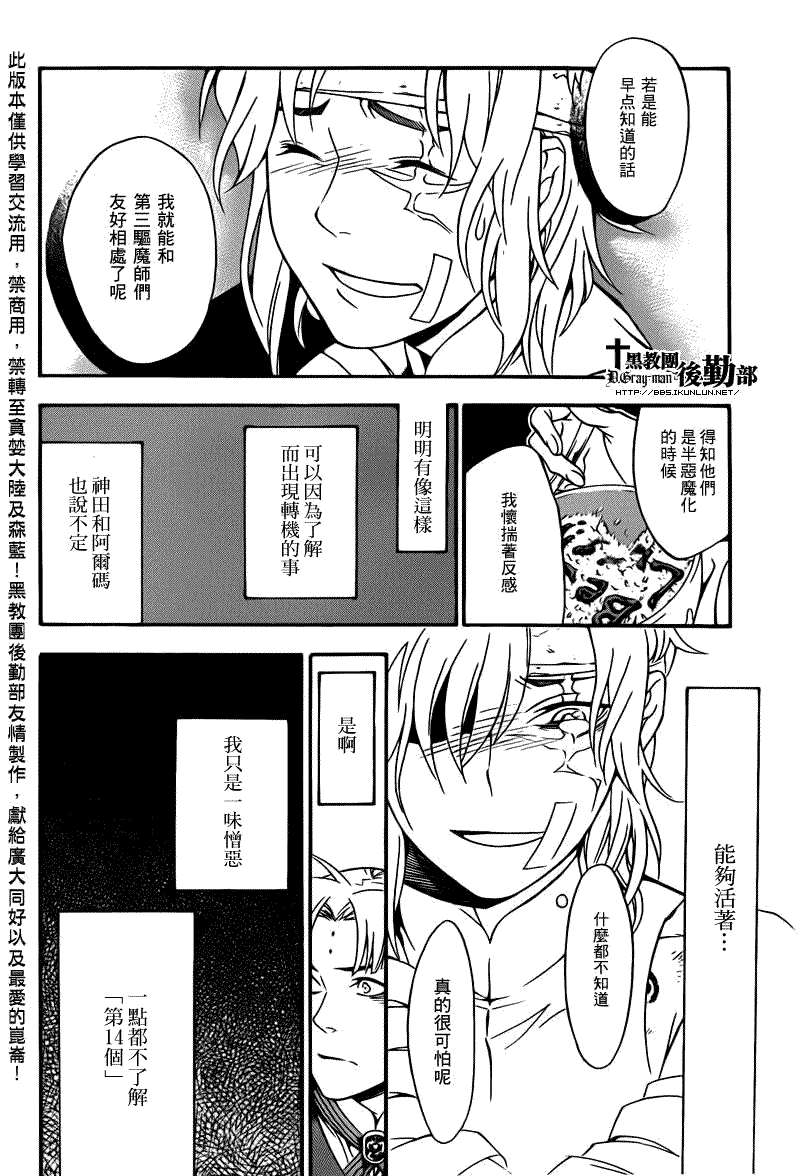 若是能
早点知道的話
我就能和
第三驅魔師們
友好相處了呢
黑教團
D.Gray-man 後勤部
HTTP://BBS.IKUNLUN.NET/
得知他們
是半惡魔化
的時候
我懷揣著反感
明明有像這樣
可以因為了解
而出現轉機的事
神田和阿爾碼
也說不定
能夠活著…
什麼都不知道
真的很可怕呢
是啊
我只是一味憎惡
一點都不了解
「第14個」
此版本僅供學習交流用，禁商用，禁轉至貪婪大陸及森藍！黑教團後勤部友情製作，獻給廣大同好以及最愛的崑崙！